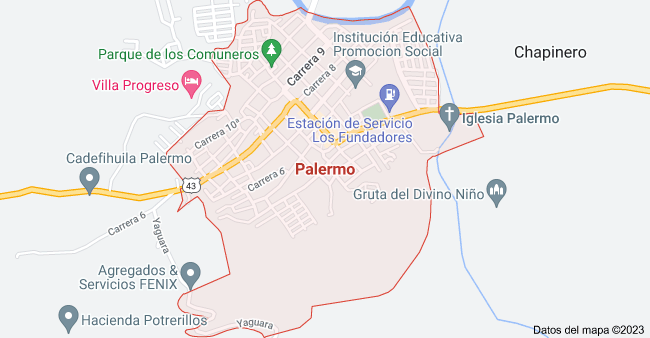 Institución Educativa
Promocion Social
Carrera 9
Parque de los Comuneros
Chapinero
Carrera 8
Villa Progreso
Iglesia Palermo
Estación de Servicio
Los Fundadores
Carrera 10ª
Cadefihuila Palermo
Palermo
Carrera 6
43
Gruta del Divino Niño
Carrera 6
Yaguara
Agregados &
Servicios FENIX
Hacienda Potrerillos
Yaguara
Datos del mapa ©2023